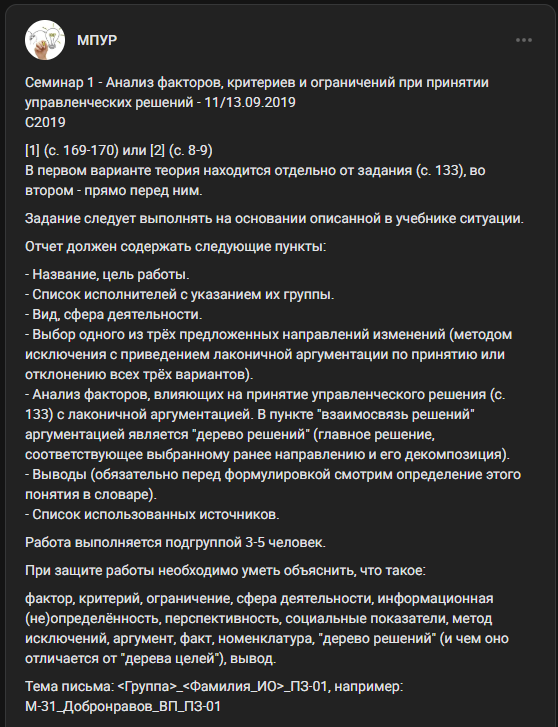 МПУР
Семинар 1 - Анализ факторов, критериев и ограничений при принятии
управленческих решений - 11/13.09.2019
С2019
[1] (с. 169-170) или [2] (с. 8-9)
В первом варианте теория находится отдельно от задания (с. 133), во
втором - прямо перед ним.
Задание следует выполнять на основании описанной в учебнике ситуации.
Отчет должен содержать следующие пункты:
- Название, цель работы.
- Список исполнителей с указанием их группы.
- Вид, сфера деятельности.
- Выбор одного из трёх предложенных направлений изменений (методом
исключения с приведением лаконичной аргументации по принятию или
отклонению всех трёх вариантов).
- Анализ факторов, влияющих на принятие управленческого решения (с.
133) с лаконичной аргументацией. В пункте "взаимосвязь решений"
аргументацией является "дерево решений" (главное решение,
соответствующее выбранному ранее направлению и его декомпозиция).
- Выводы (обязательно перед формулировкой смотрим определение этого
понятия в словаре).
- Список использованных источников.
Работа выполняется подгруппой 3-5 человек.
При защите работы необходимо уметь объяснить, что такое:
фактор, критерий, ограничение, сфера деятельности, информационная
(не)определённость, перспективность, социальные показатели, метод
исключений, аргумент, факт, номенклатура, "дерево решений" (и чем оно
отличается от "дерева целей"), вывод.
Тема письма: <Группа>_<Фамилия_ИО>_ПЗ-01, например:
М-31_Добронравов_ВП_ПЗ-01